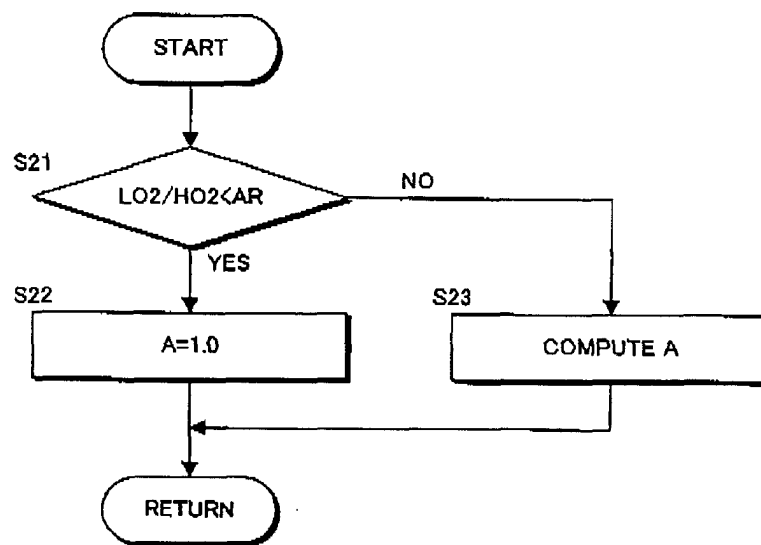 START
S21
LO2/HO2<AR
NO
YES
S22
A=1.0
S23
COMPUTE A
RETURN